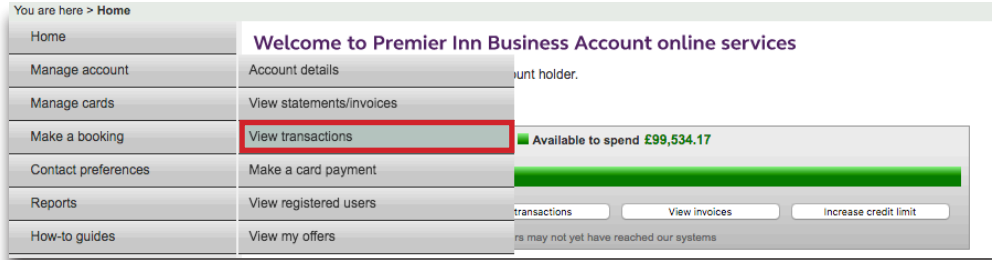 You are here > Home
Home
Manage account
Manage cards
Make a booking
Contact preferences
Reports
How-to guides
Account details
View statements/invoices
View transactions
Make a card payment
View registered users
View my offers
Welcome to Premier Inn Business Account online services
unt holder.
Available to spend £99,534.17
transactions
View invoices
Increase credit limit
rs may not yet have reached our systems